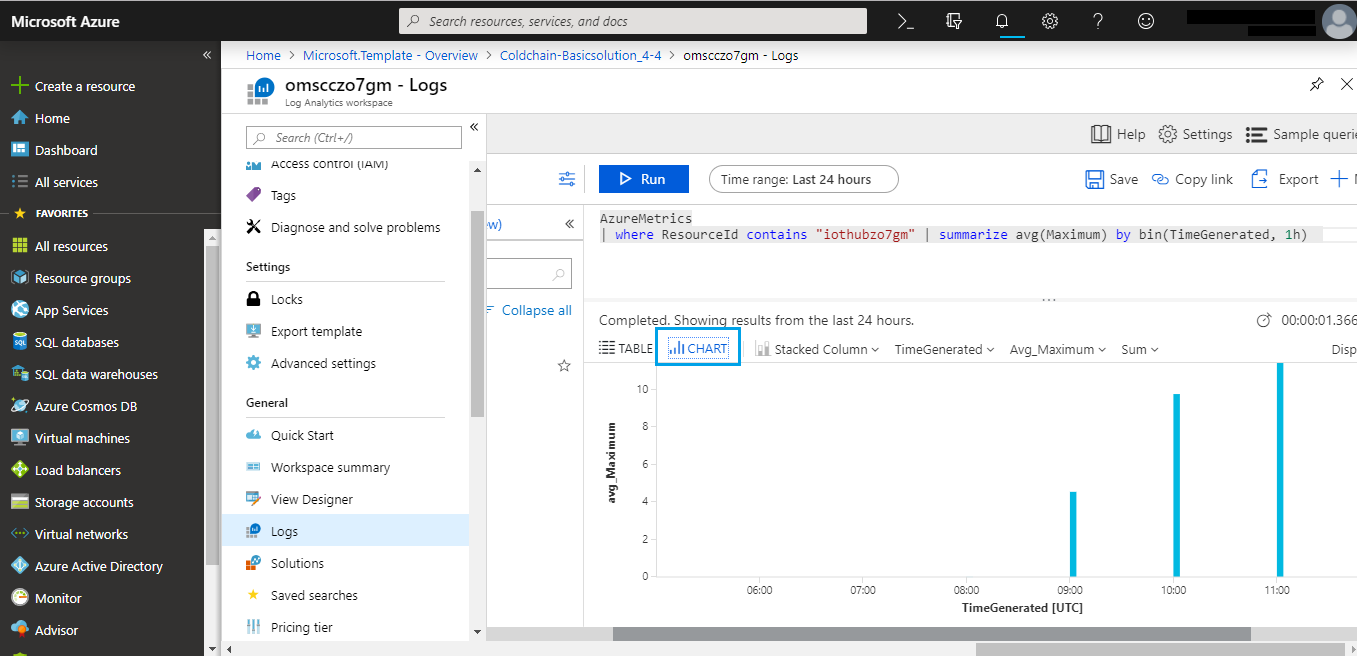 Microsoft Azure
Search resources, services, and docs
Create a resource
Home
Dashboard
All services
FAVORITES
All resources
Resource groups
App Services
SQL databases
SQL data warehouses
Azure Cosmos DB
Virtual machines
Load balancers
Storage accounts
Virtual networks
Azure Active Directory
Monitor
Advisor
Home > Microsoft.Template - Overview > Coldchain-Basicsolution_4-4 > omscczo7gm - Logs
omscczo7gm - Logs
Log Analytics workspace
Search (Ctrl+/)
Access control (IAM)
Tags
Diagnose and solve problems
Settings
Locks
Export template
Advanced settings
General
Quick Start
Workspace summary
View Designer
Logs
Solutions
Saved searches
Pricing tier
Help Settings Sample querie
Run Time range: Last 24 hours Save Copy link Export
ew)
Collapse all
AzureMetrics
| where ResourceId contains "iothubzo7gm" | summarize avg(Maximum) by bin(TimeGenerated, 1h)
Completed. Showing results from the last 24 hours. 00:00:01.366
TABLE CHART Stacked Column TimeGenerated Avg_Maximum Sum Disp
avg_Maximum
10
8
6
4
2
0
06:00 07:00 08:00 09:00 10:00 11:00
TimeGenerated [UTC]